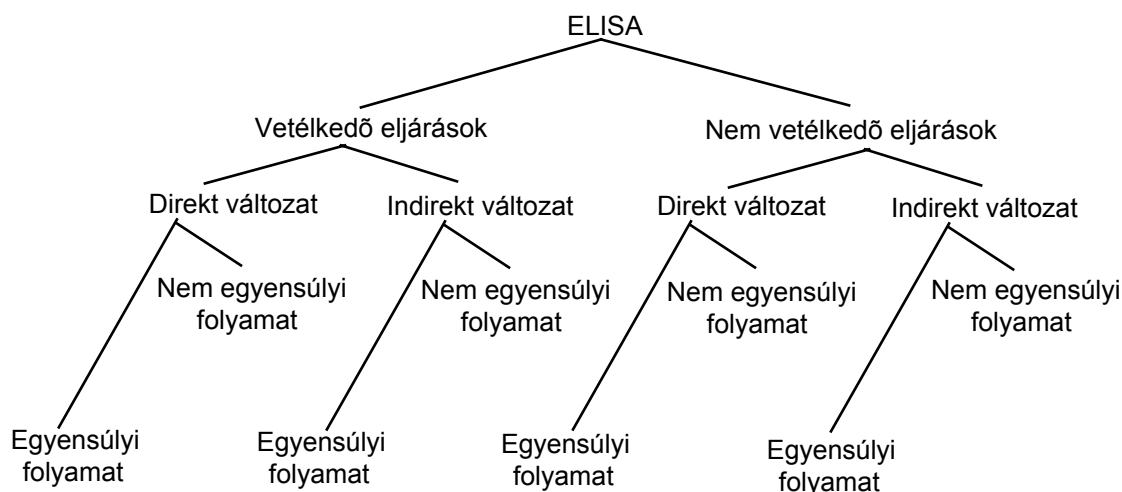 ELISA
Vetélkedõ eljárások
Nem vetélkedõ eljárások
Direkt változat
Indirekt változat
Direkt változat
Indirekt változat
Nem egyensúlyi
folyamat
Nem egyensúlyi
folyamat
Nem egyensúlyi
folyamat
Nem egyensúlyi
folyamat
Egyensúlyi
folyamat
Egyensúlyi
folyamat
Egyensúlyi
folyamat
Egyensúlyi
folyamat